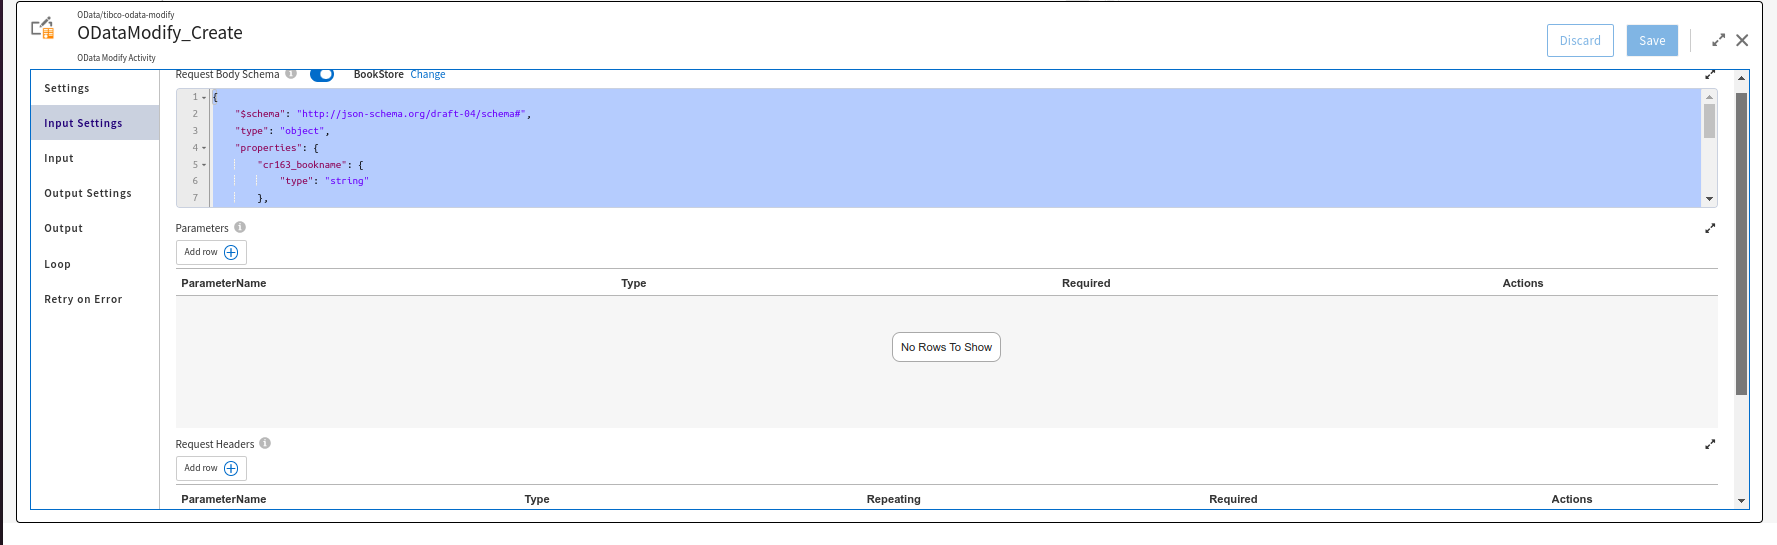 OData/tibco-odata-modify
ODataModify_Create
OData Modify Activity
Discard
Save
Settings
Input Settings
Input
Output Settings
Output
Loop
Retry on Error
Request Body Schema
BookStore Change
1 {
2 "$schema": "http://json-schema.org/draft-04/schema#",
3 "type": "object",
4 "properties": {
5 "cr163_bookname": {
6 "type": "string"
7 },
Parameters
Add row
ParameterName Type Required Actions
No Rows To Show
Request Headers
Add row
ParameterName Type Repeating Required Actions